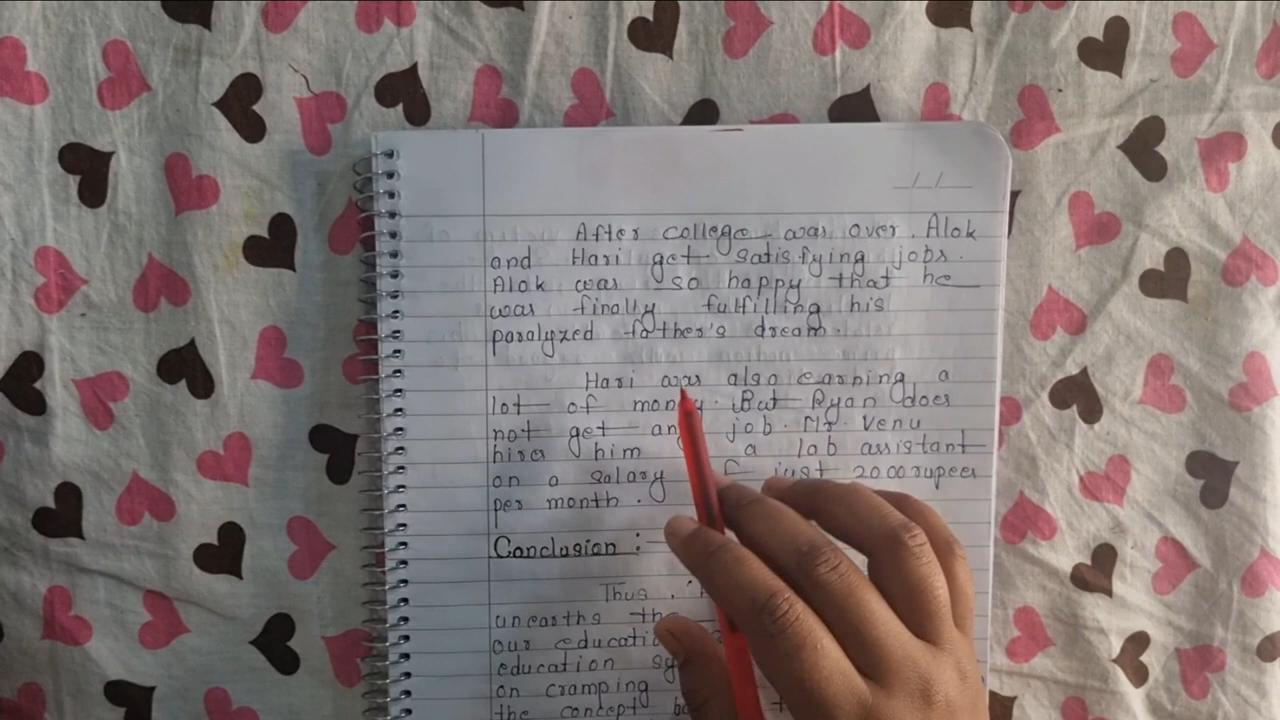 _/_/_
After college was over. Alok
and Hari get satisfying jobs.
Alok was so happy that he
was finally fulfilling his
paralyzed father's dream.
Hari was also earning a
lot of money. But Ryan does
not get any job. Mr. Venu
hires him a lab assistant
on a salary just 2000 rupees
per month.
Conclusion :-
Thus,
unearths the
our educati
education sy
on cramping
the concept